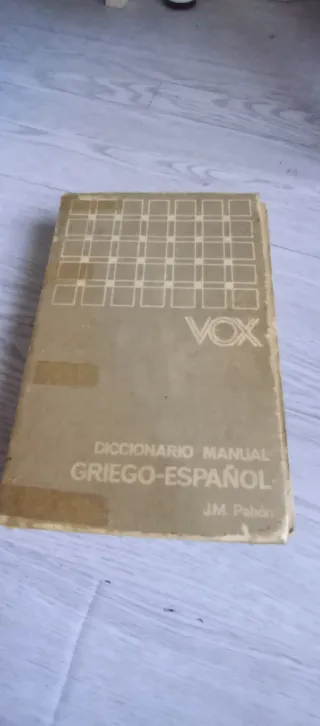 VOX
DICCIONARIO MANUAL
GRIEGO-ESPAÑOL
J.M. Pabón